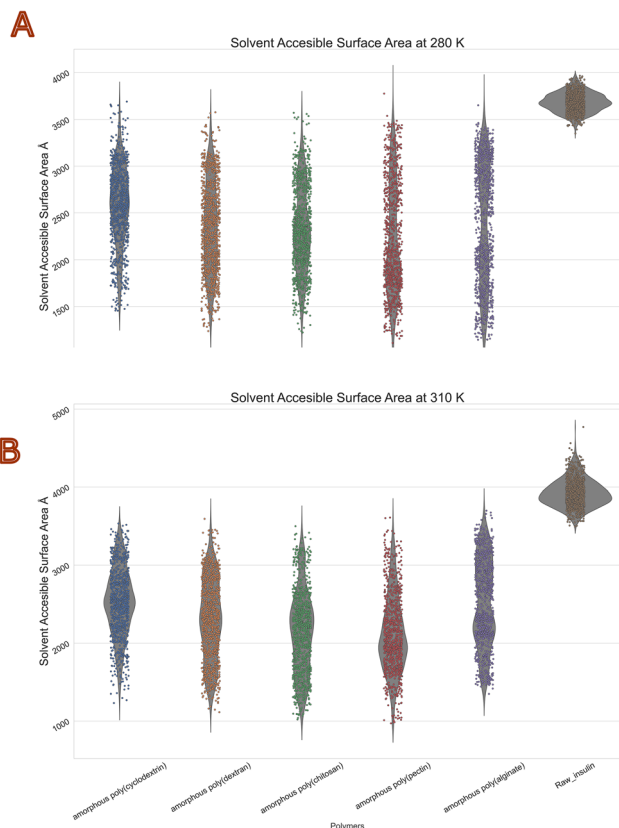 A
Solvent Accesible Surface Area at 280 K
Solvent Accesible Surface Area Å
4000
3500
3000
2500
2000
1500
B
Solvent Accesible Surface Area at 310 K
Solvent Accesible Surface Area Å
5000
4000
3000
2000
1000
amorphous poly(cyclodextrin)
amorphous poly(dextran)
amorphous poly(chitosan)
amorphous poly(pectin)
amorphous poly(alginate)
Raw_insulin
Polymers